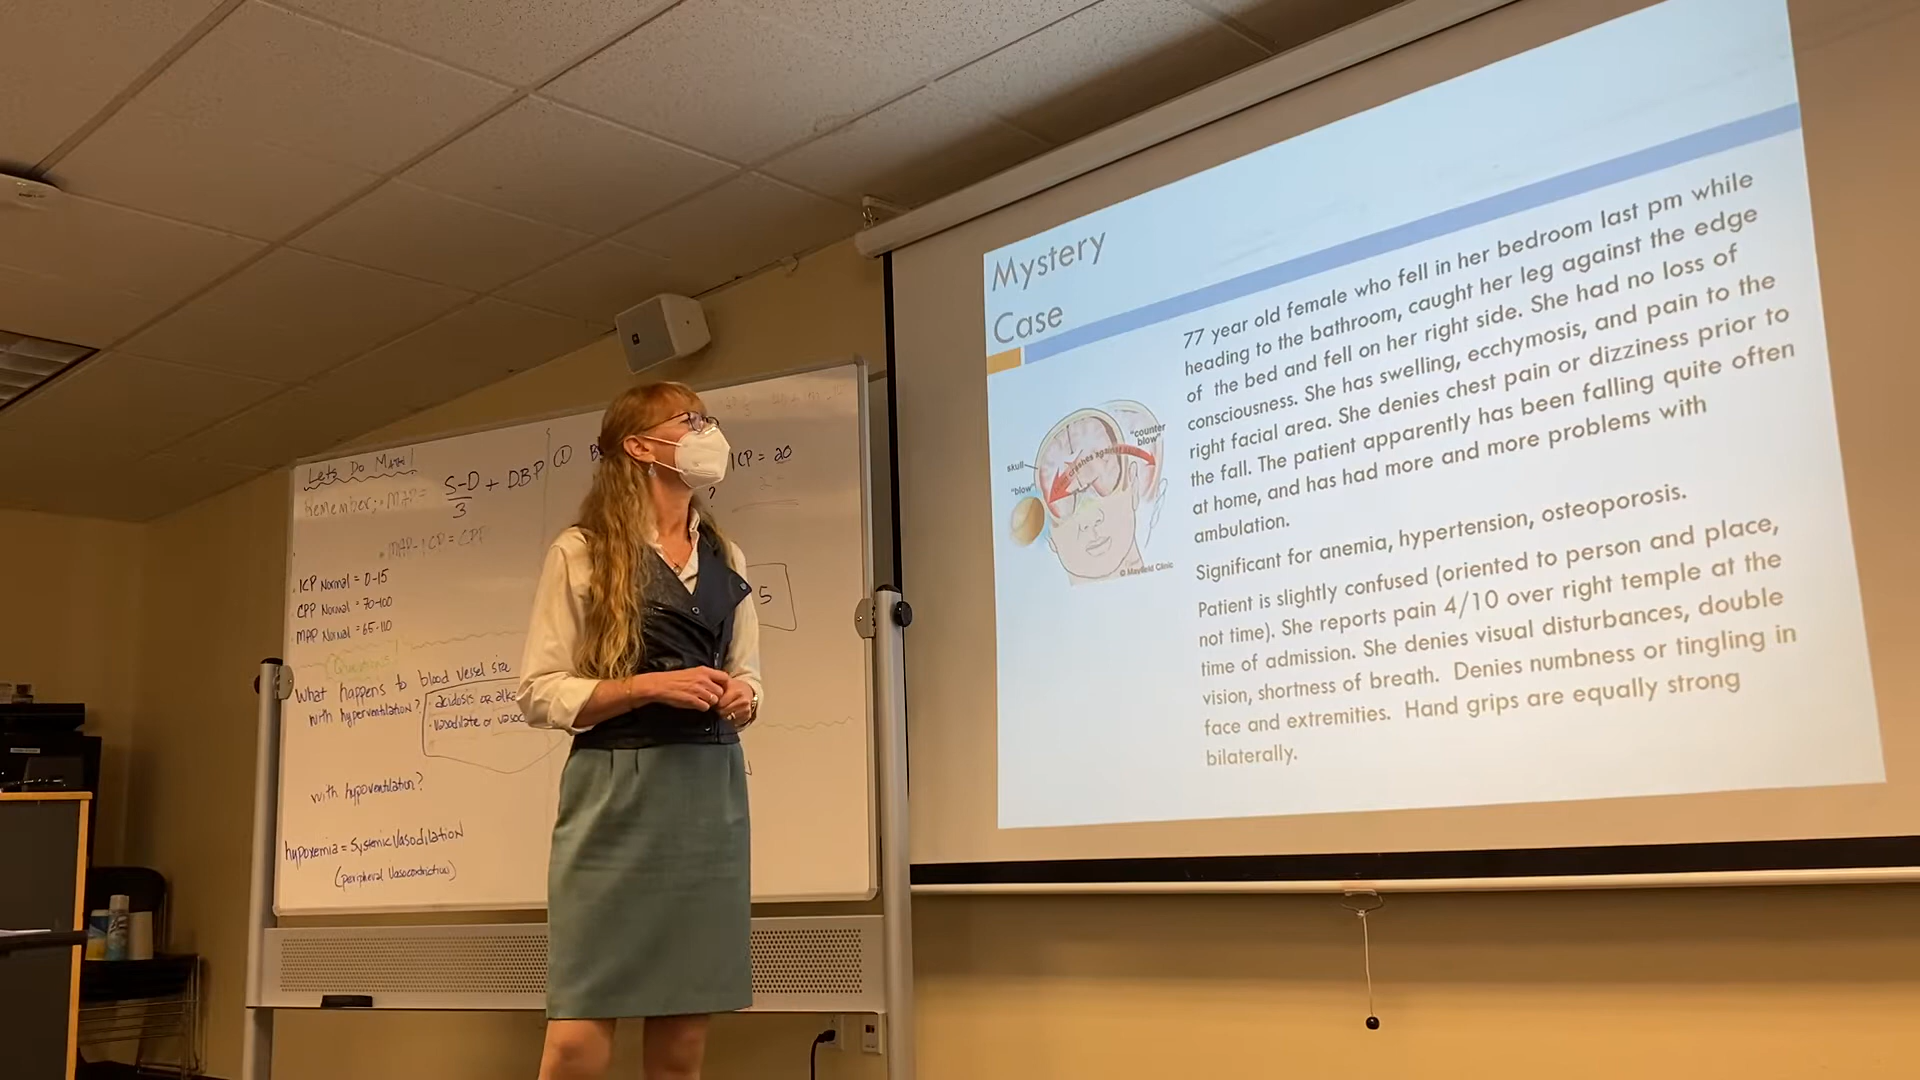 Lets Do Math!
Remember: MAP = S-D/3 + DBP
MAP-ICP = CPP
ICP Normal = 0-15
CPP Normal = 70-100
MAP Normal = 65-110
Questions!
What happens to blood vessel size
with hyperventilation?
acidosis or
vasodilate or
with hypoventilation?
hypoxemia = Systemic Vasodilation
(peripheral Vasoconstriction)
①
ICP = 20
?
5
Mystery
Case
skull
"blow"
crashes against
"counter
blow"
© Mayfield Clinic
77 year old female who fell in her bedroom last pm while
heading to the bathroom, caught her leg against the edge
of the bed and fell on her right side. She had no loss of
consciousness. She has swelling, ecchymosis, and pain to the
right facial area. She denies chest pain or dizziness prior to
the fall. The patient apparently has been falling quite often
at home, and has had more and more problems with
ambulation.
Significant for anemia, hypertension, osteoporosis.
Patient is slightly confused (oriented to person and place,
not time). She reports pain 4/10 over right temple at the
time of admission. She denies visual disturbances, double
vision, shortness of breath. Denies numbness or tingling in
face and extremities. Hand grips are equally strong
bilaterally.